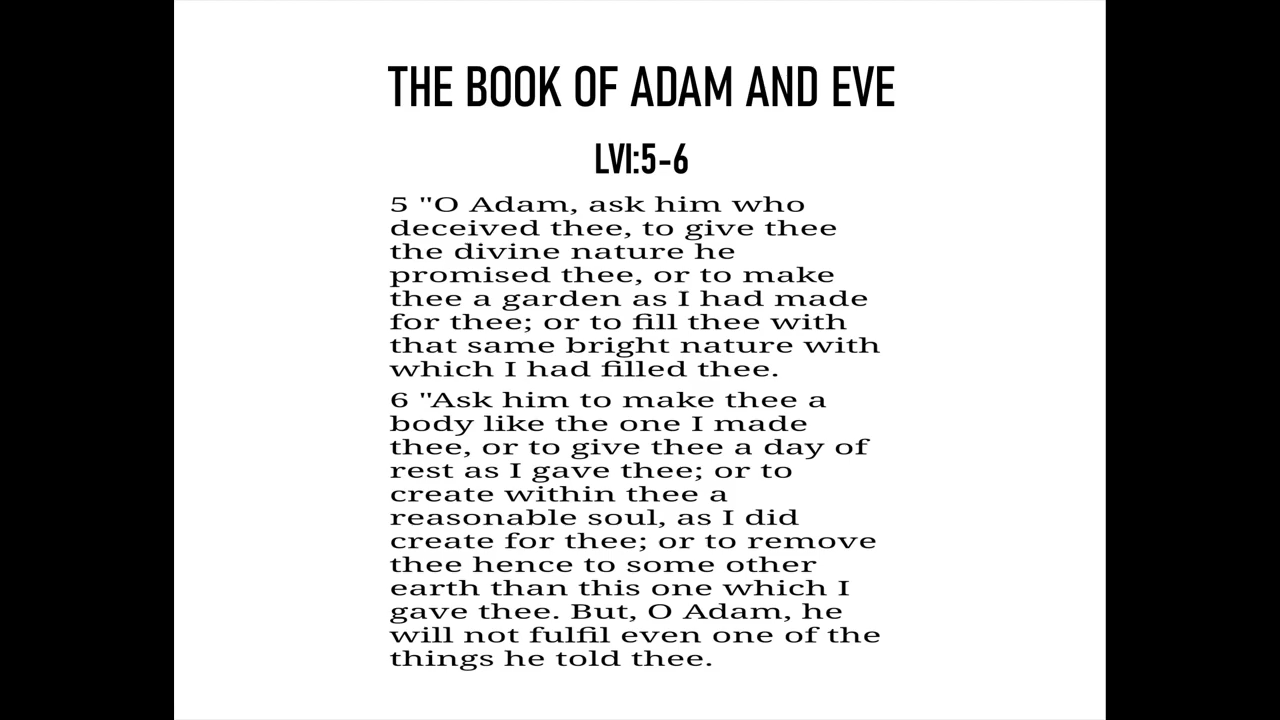 THE BOOK OF ADAM AND EVE
LVI:5-6
5 "O Adam, ask him who
deceived thee, to give thee
the divine nature he
promised thee, or to make
thee a garden as I had made
for thee; or to fill thee with
that same bright nature with
which I had filled thee.
6 "Ask him to make thee a
body like the one I made
thee, or to give thee a day of
rest as I gave thee; or to
create within thee a
reasonable soul, as I did
create for thee; or to remove
thee hence to some other
earth than this one which I
gave thee. But, O Adam, he
will not fulfil even one of the
things he told thee.